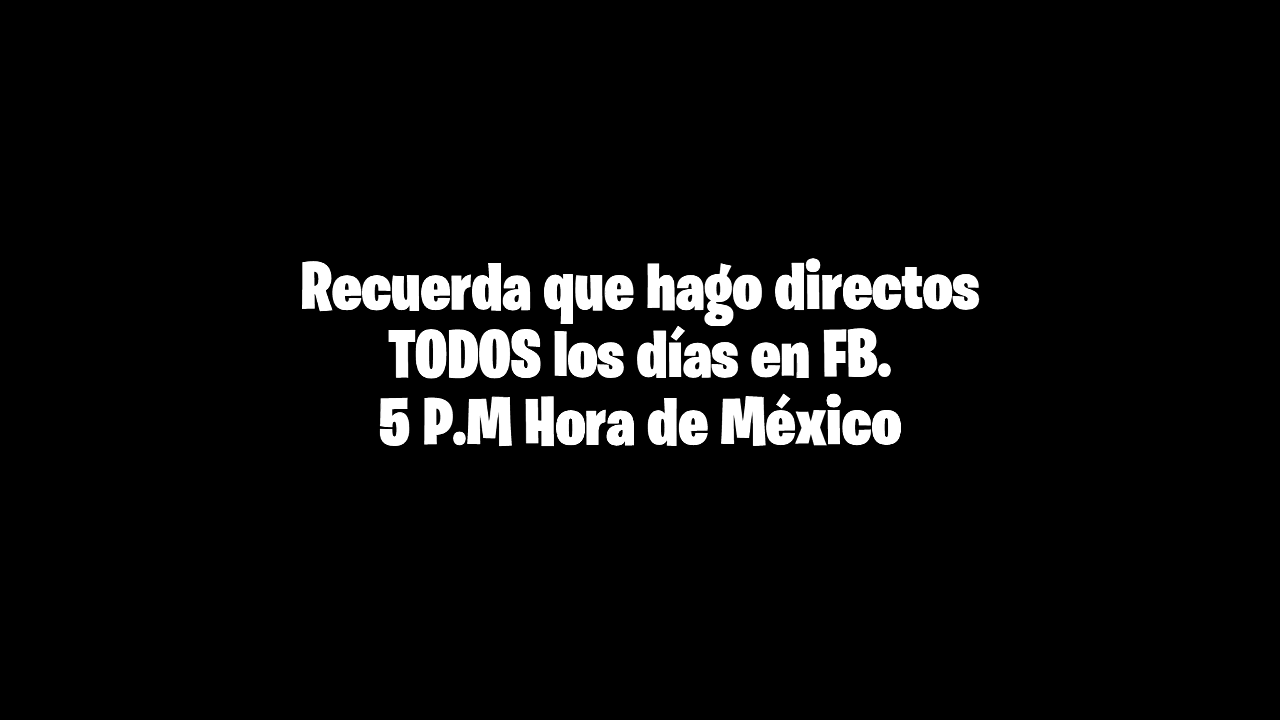 Recuerda que hago directos
TODOS los días en FB.
5 P.M Hora de México